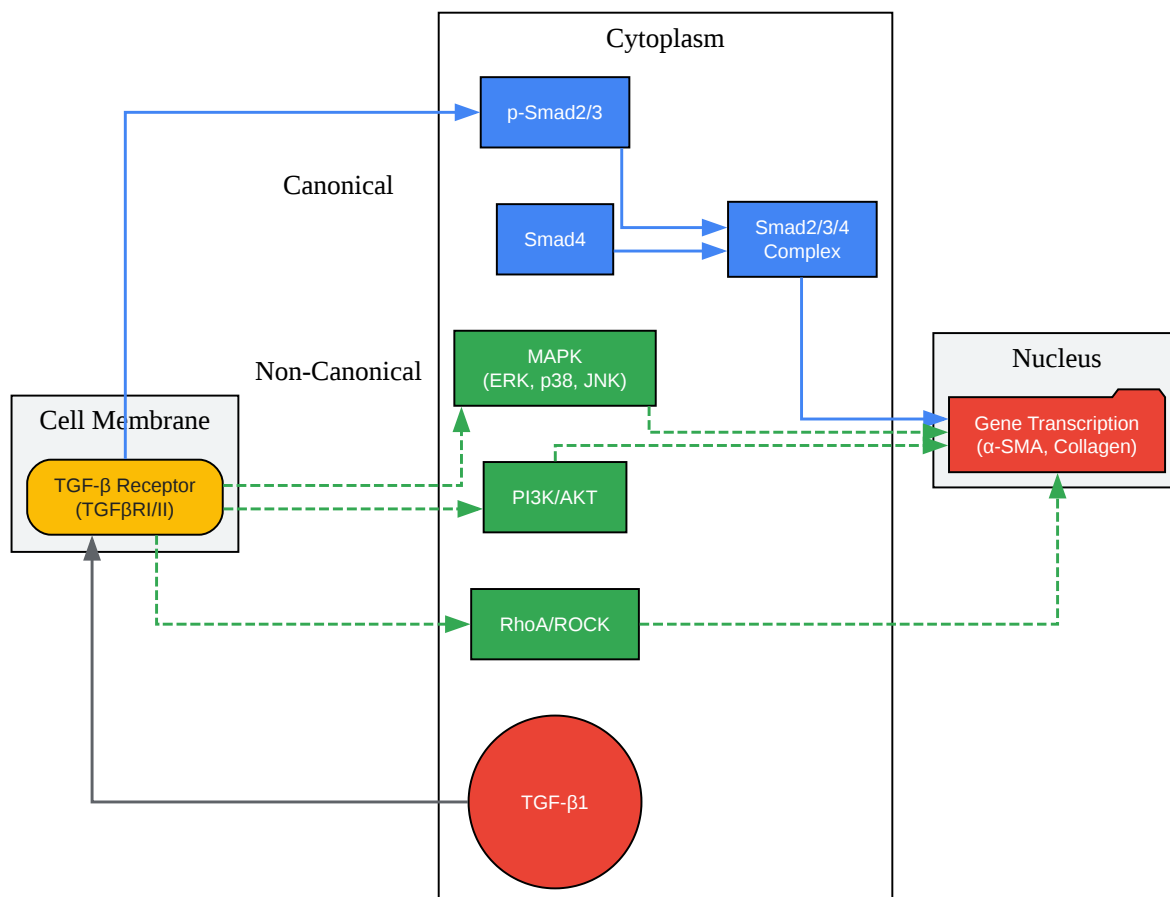 Cytoplasm
p-Smad2/3
Canonical
Smad4
Smad2/3/4
Complex
Non-Canonical
MAPK
(ERK, p38, JNK)
Nucleus
Gene Transcription
(α-SMA, Collagen)
Cell Membrane
TGF-β Receptor
(TGFβRI/II)
PI3K/AKT
RhoA/ROCK
TGF-β1